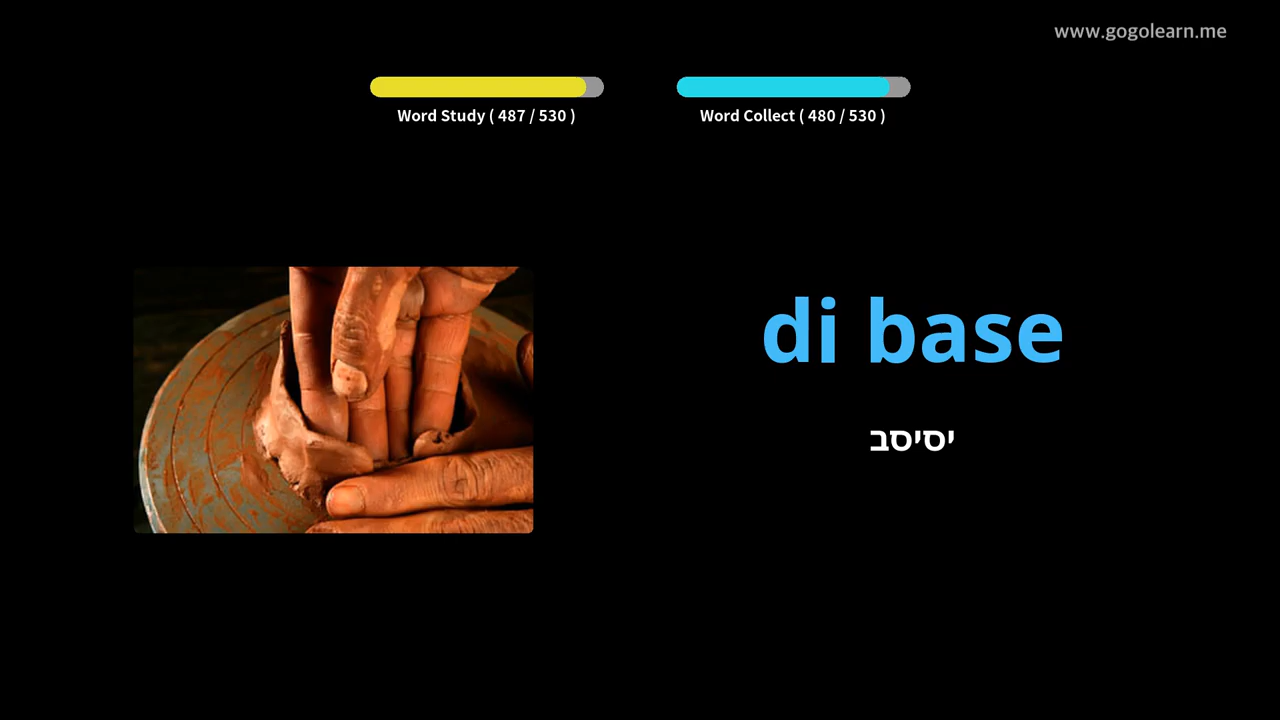 www.gogolearn.me
Word Study ( 487 / 530 )
Word Collect ( 480 / 530 )
di base
יסיסב